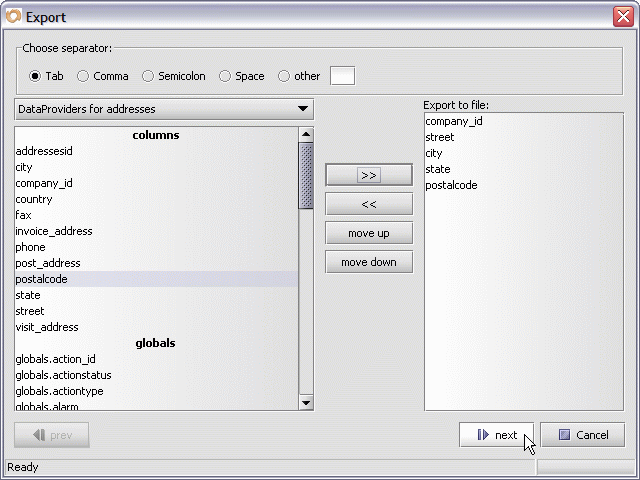 Export
Choose separator:
Tab
Comma
Semicolon
Space
other
DataProviders for addresses
columns
addressesid
city
company_id
country
fax
invoice_address
phone
post_address
postalcode
state
street
visit_address
globals
globals.action_id
globals.actionstatus
globals.actiontype
globals.alarm
>>
<<
move up
move down
Export to file:
company_id
street
city
state
postalcode
prev
next
Cancel
Ready